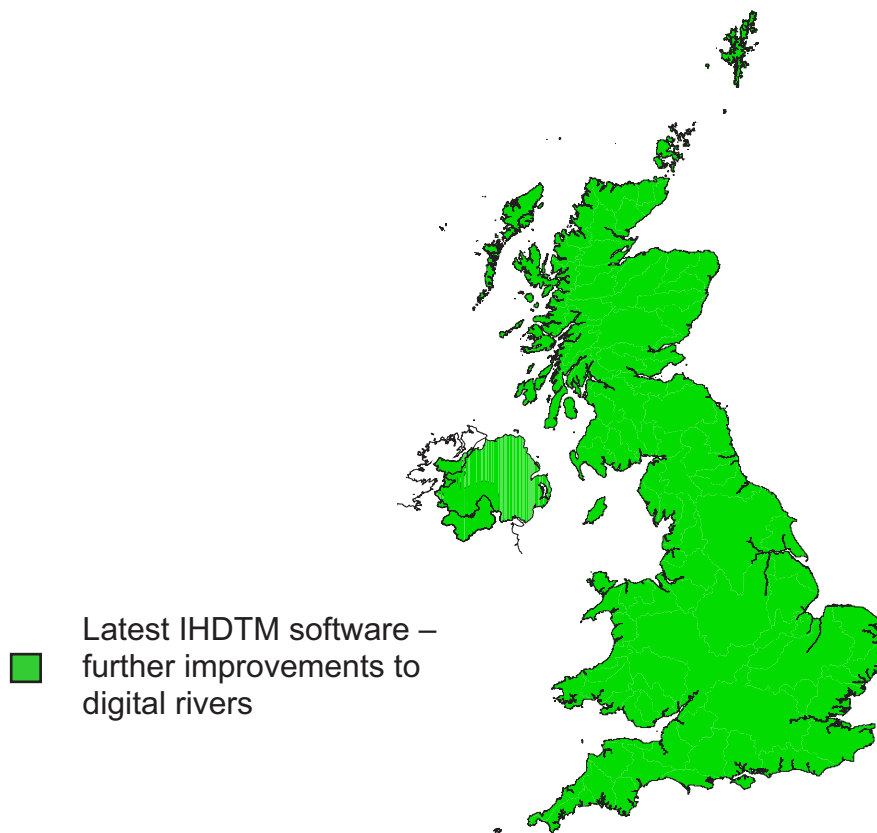 Latest IHDTM software –
further improvements to
digital rivers